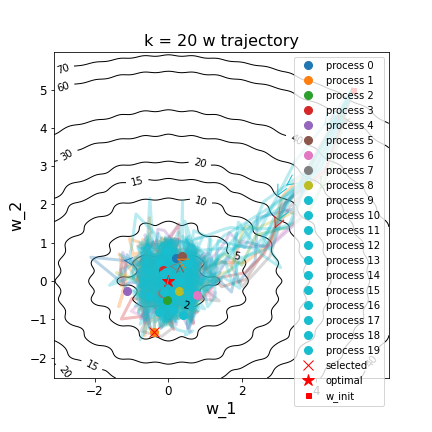 k = 20 w trajectory
70
60
30
20
15
10
5
2
20
15
5
4
3
2
1
0
−1
−2
w_2
−2
0
2
4
w_1
process 0
process 1
process 2
process 3
process 4
process 5
process 6
process 7
process 8
process 9
process 10
process 11
process 12
process 13
process 14
process 15
process 16
process 17
process 18
process 19
selected
optimal
w_init